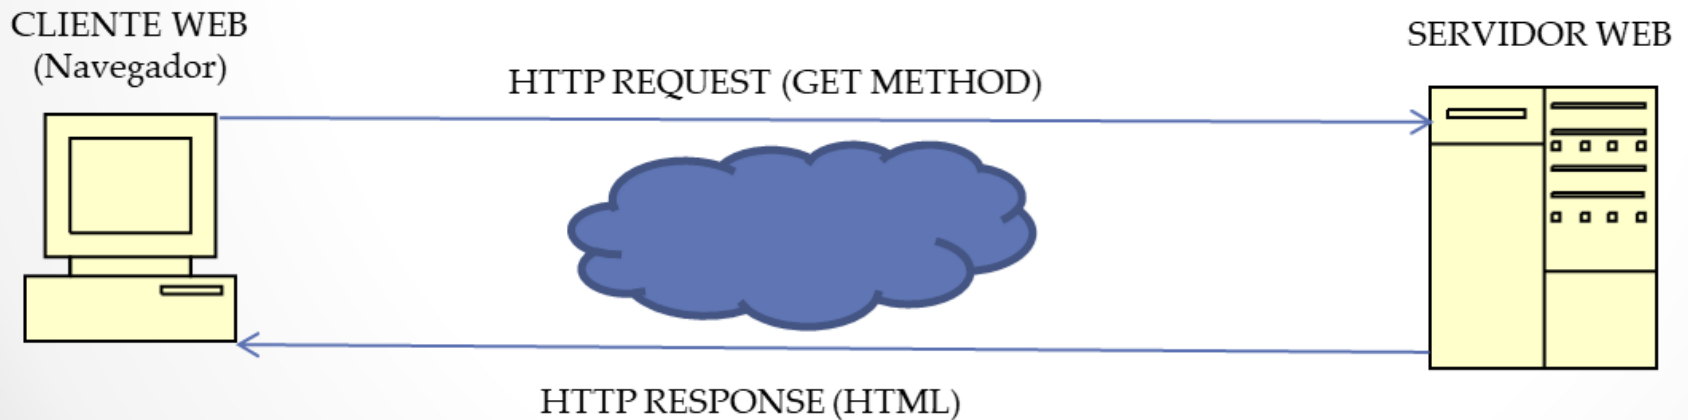 CLIENTE WEB
(Navegador)
SERVIDOR WEB
HTTP REQUEST (GET METHOD)
HTTP RESPONSE (HTML)